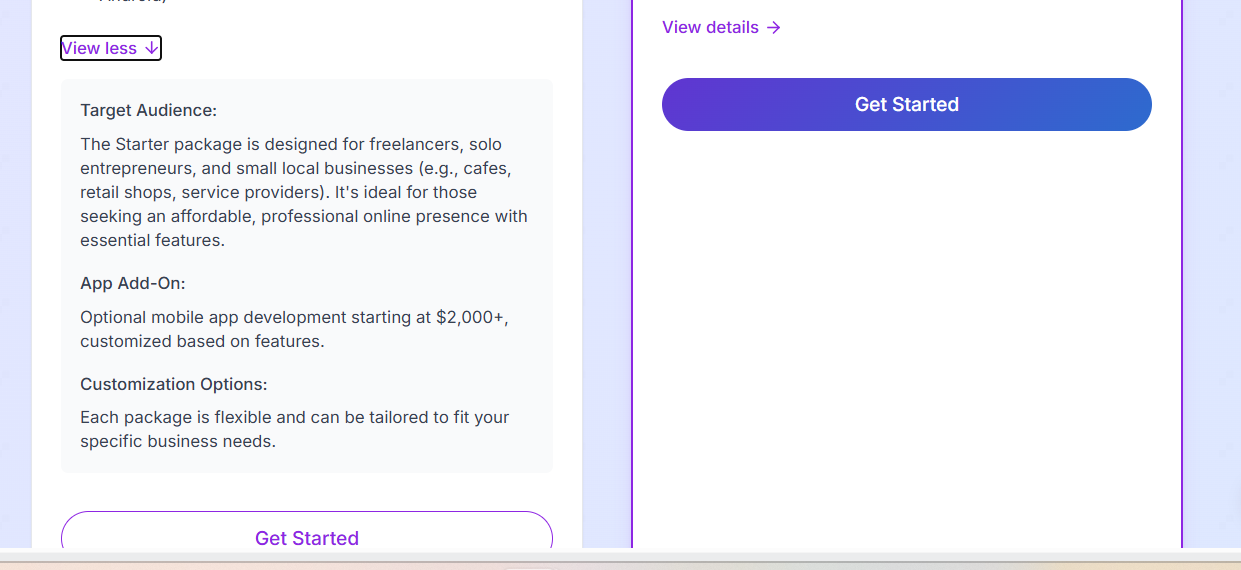 Android)
View less ↓
Target Audience:
The Starter package is designed for freelancers, solo
entrepreneurs, and small local businesses (e.g., cafes,
retail shops, service providers). It's ideal for those
seeking an affordable, professional online presence with
essential features.
App Add-On:
Optional mobile app development starting at $2,000+,
customized based on features.
Customization Options:
Each package is flexible and can be tailored to fit your
specific business needs.
Get Started
View details →
Get Started